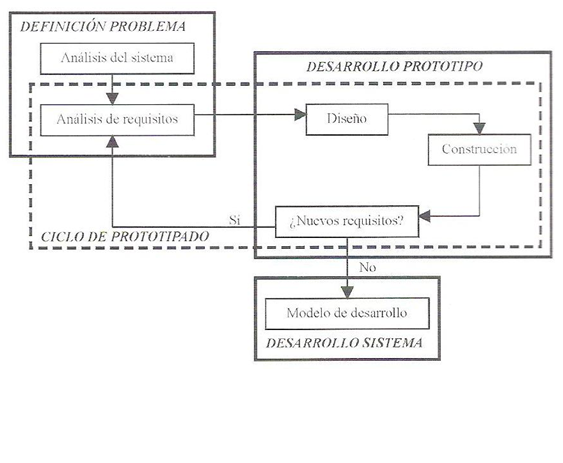 DEFINICIÓN PROBLEMA
Análisis del sistema
DESARROLLO PROTOTIPO
Análisis de requisitos
Diseño
Construccion
¿Nuevos requisitos?
Sí
CICLO DE PROTOTIPADO
No
Modelo de desarrollo
DESARROLLO SISTEMA